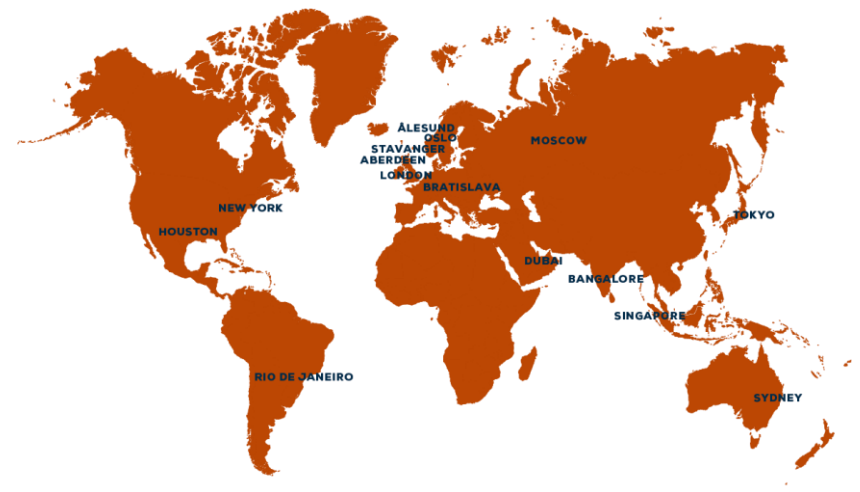 ÅLESUND
OSLO
MOSCOW
STAVANGER
ABERDEEN
LONDON
BRATISLAVA
NEW YORK
TOKYO
HOUSTON
DUBAI
BANGALORE
SINGAPORE
RIO DE JANEIRO
SYDNEY